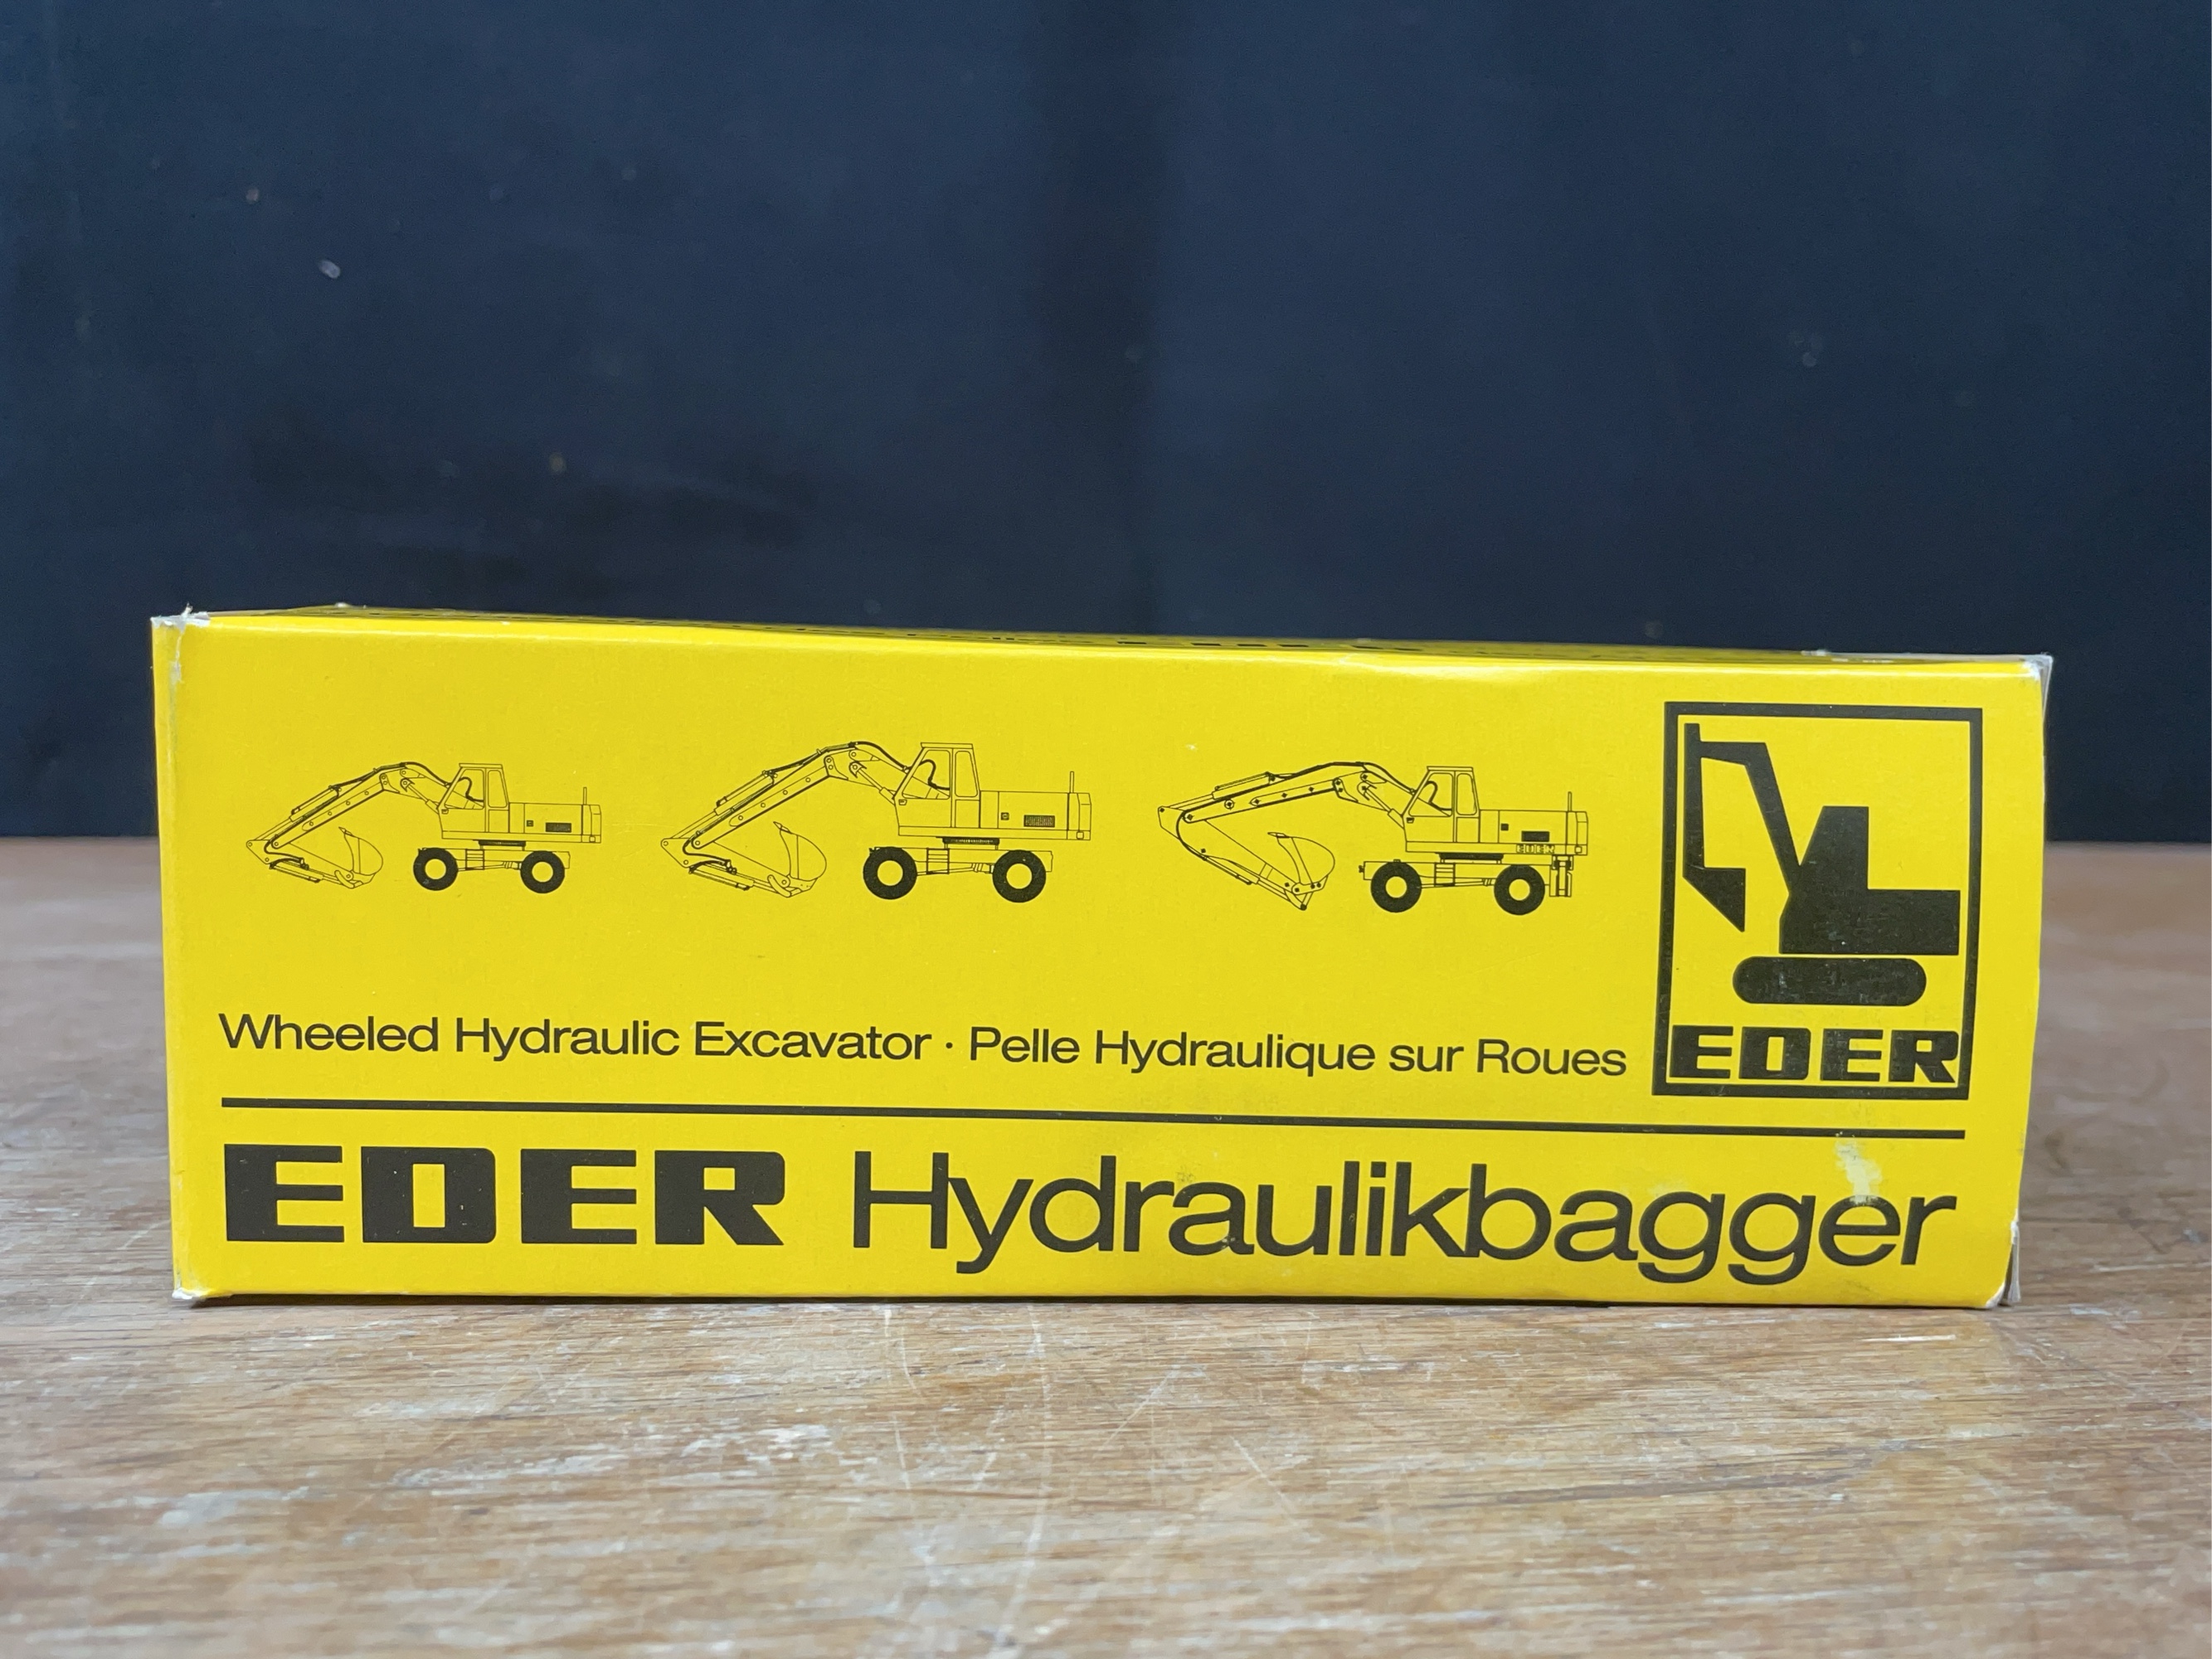 Wheeled Hydraulic Excavator · Pelle Hydraulique sur Roues
EDER
EDER Hydraulikbagger